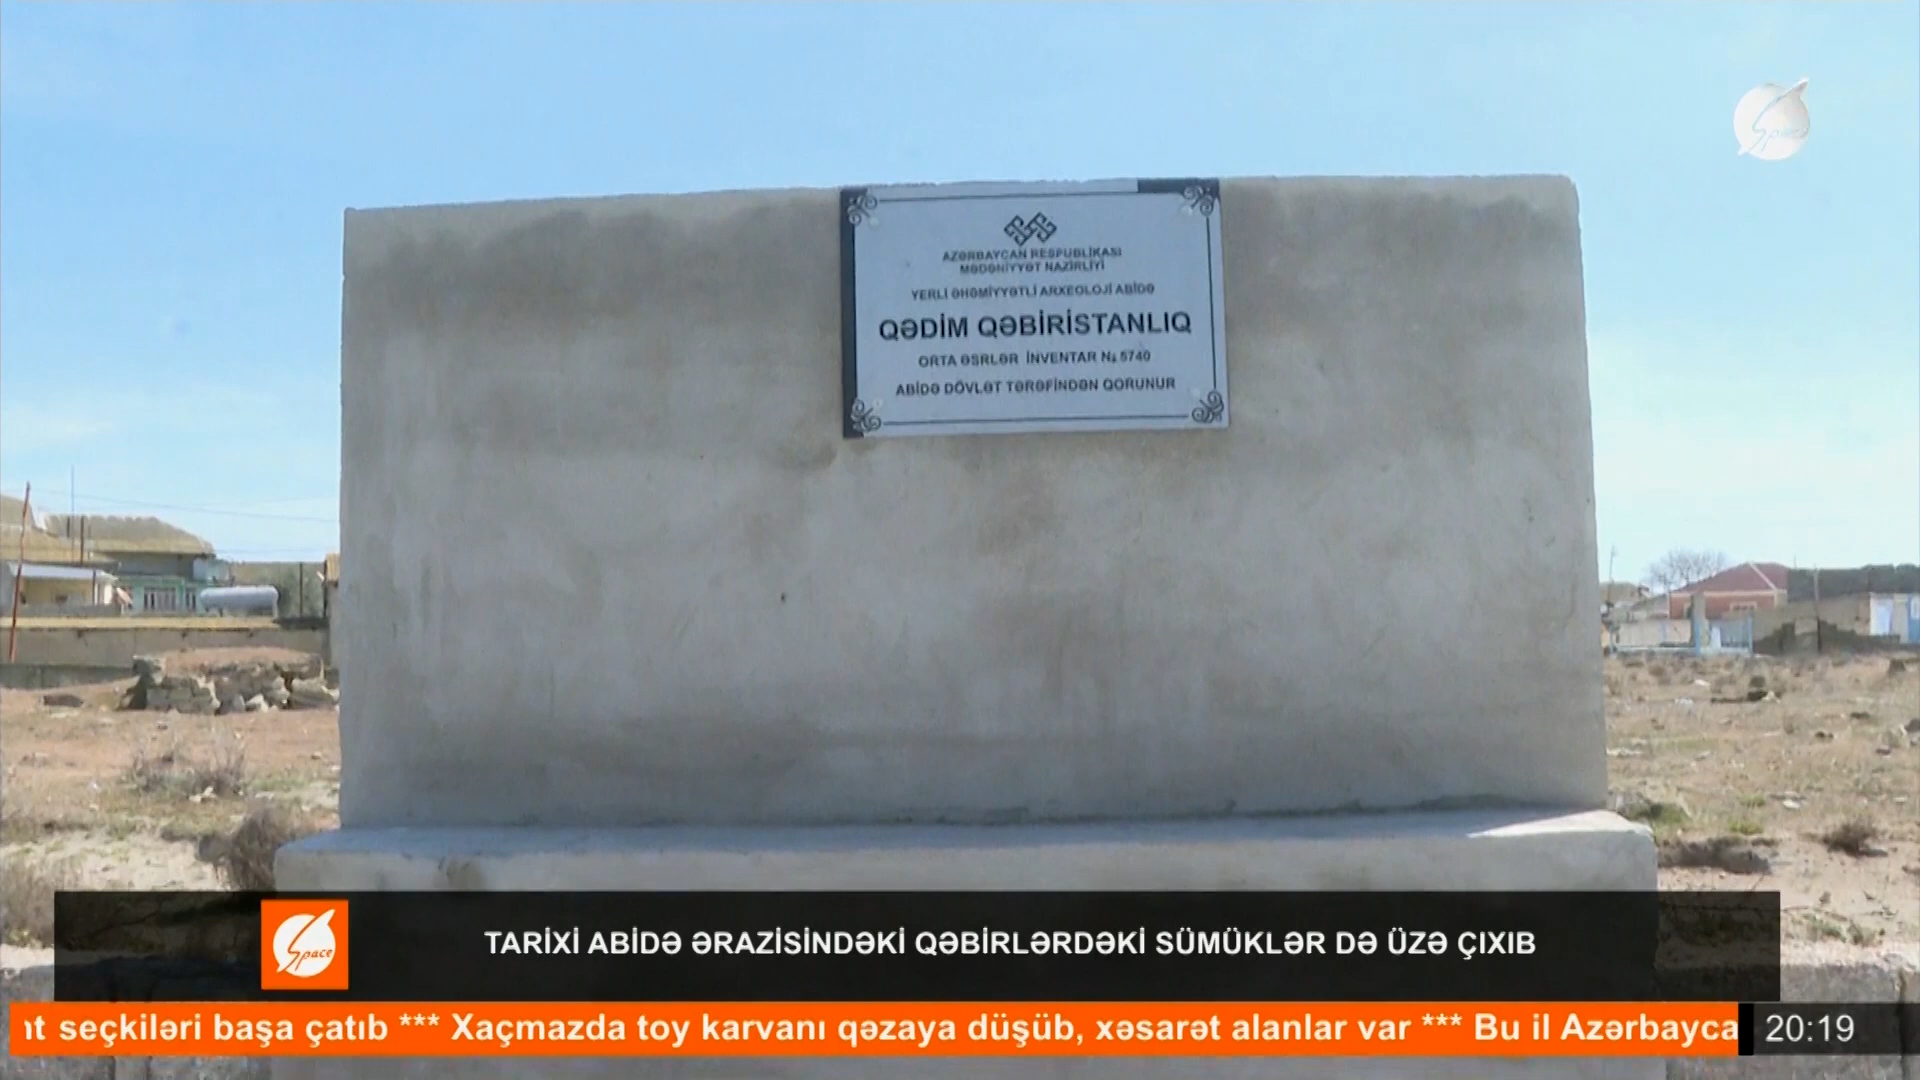 Space
AZƏRBAYCAN RESPUBLİKASI
MƏDƏNİYYƏT NAZİRLİYİ
YERLİ ƏHƏMİYYƏTLİ ARXEOLOJİ ABİDƏ
QƏDİM QƏBİRİSTANLIQ
ORTA ƏSRLƏR İNVENTAR № 5740
ABİDƏ DÖVLƏT TƏRƏFİNDƏN QORUNUR
Space
TARİXİ ABİDƏ ƏRAZİSİNDƏKİ QƏBİRLƏRDƏKİ SÜMÜKLƏR DƏ ÜZƏ ÇIXIB
seçkiləri başa çatıb *** Xaçmazda toy karvanı qəzaya düşüb, xəsarət alanlar var *** Bu il Azərbayca
20:19